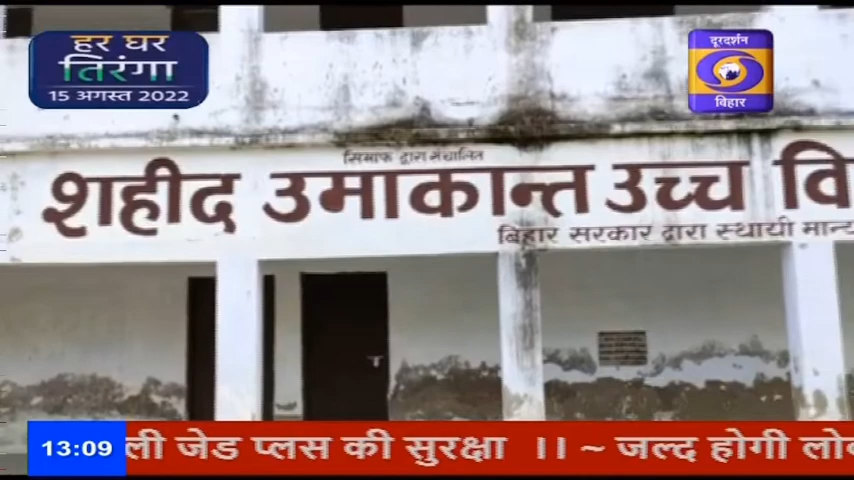 हर घर
तिरंगा
15 अगस्त 2022
दूरदर्शन
बिहार
सिमाफ द्वारा संचालित
शहीद उमाकान्त उच्च वि
बिहार सरकार द्वारा स्थायी मान्य
13:09
ली जेड प्लस की सुरक्षा ।। ~ जल्द होगी लो